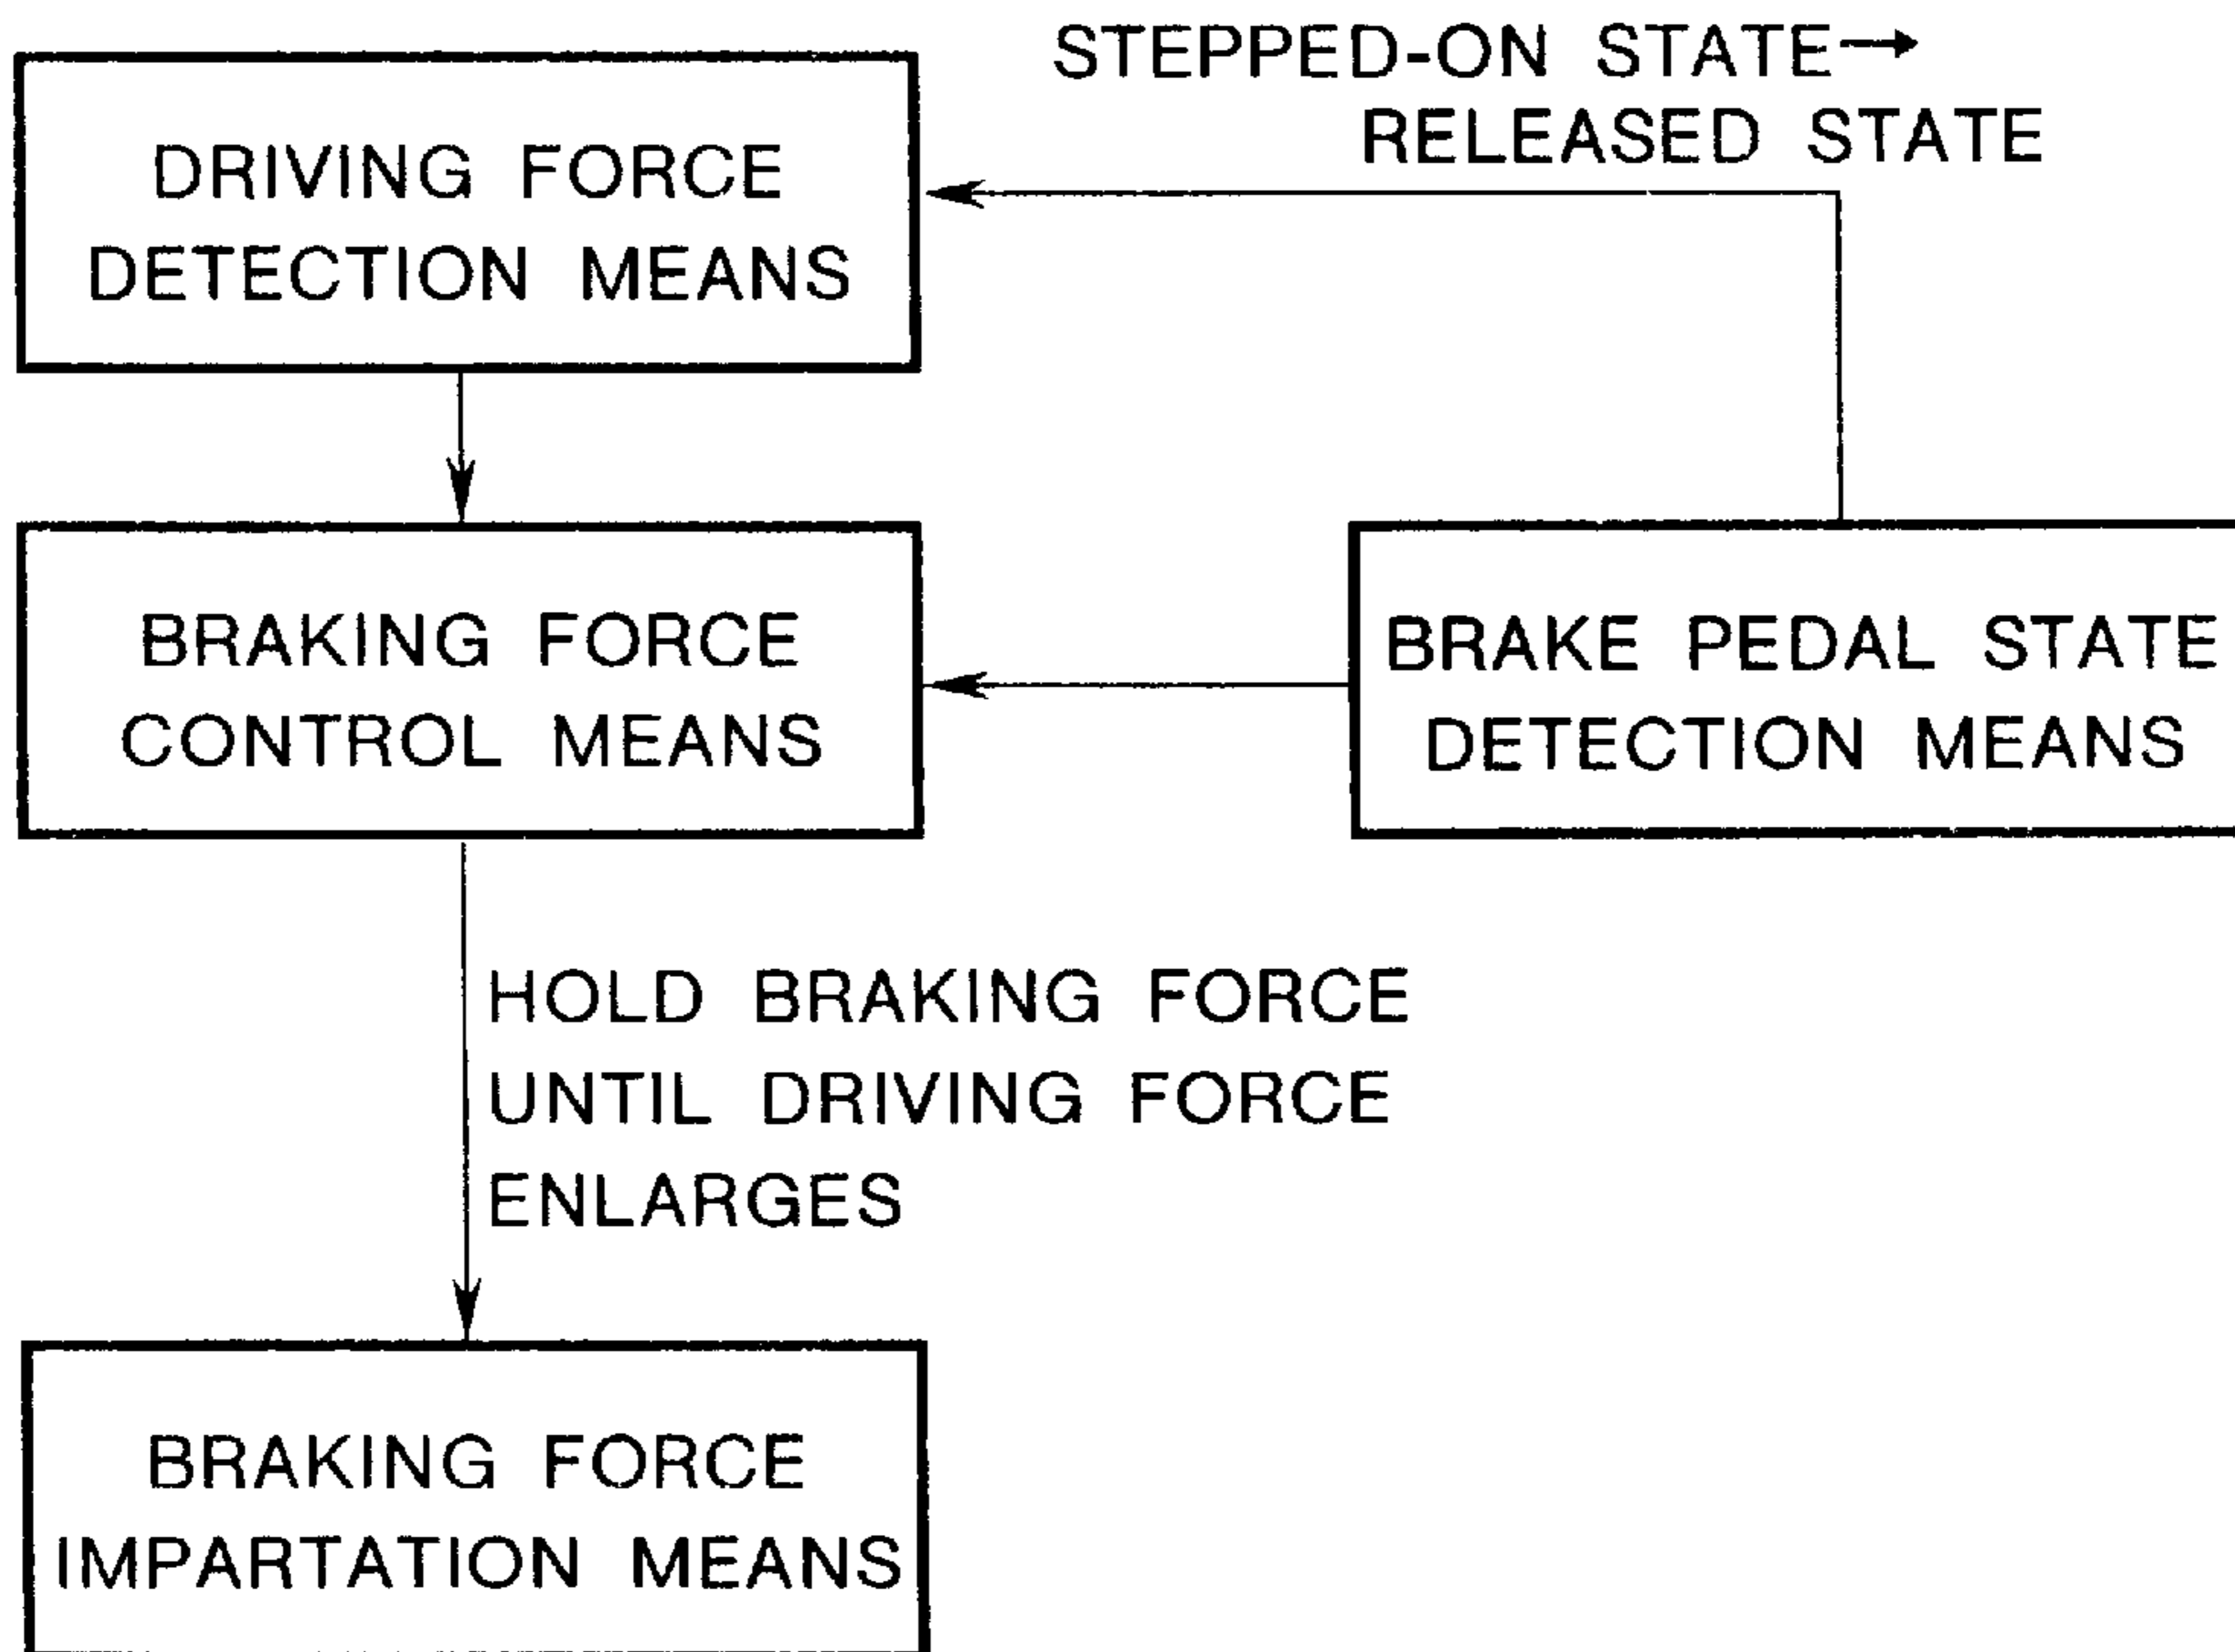 STEPPED-ON STATE→
RELEASED STATE
DRIVING FORCE
DETECTION MEANS
BRAKING FORCE
CONTROL MEANS
BRAKE PEDAL STATE
DETECTION MEANS
HOLD BRAKING FORCE
UNTIL DRIVING FORCE
ENLARGES
BRAKING FORCE
IMPARTATION MEANS